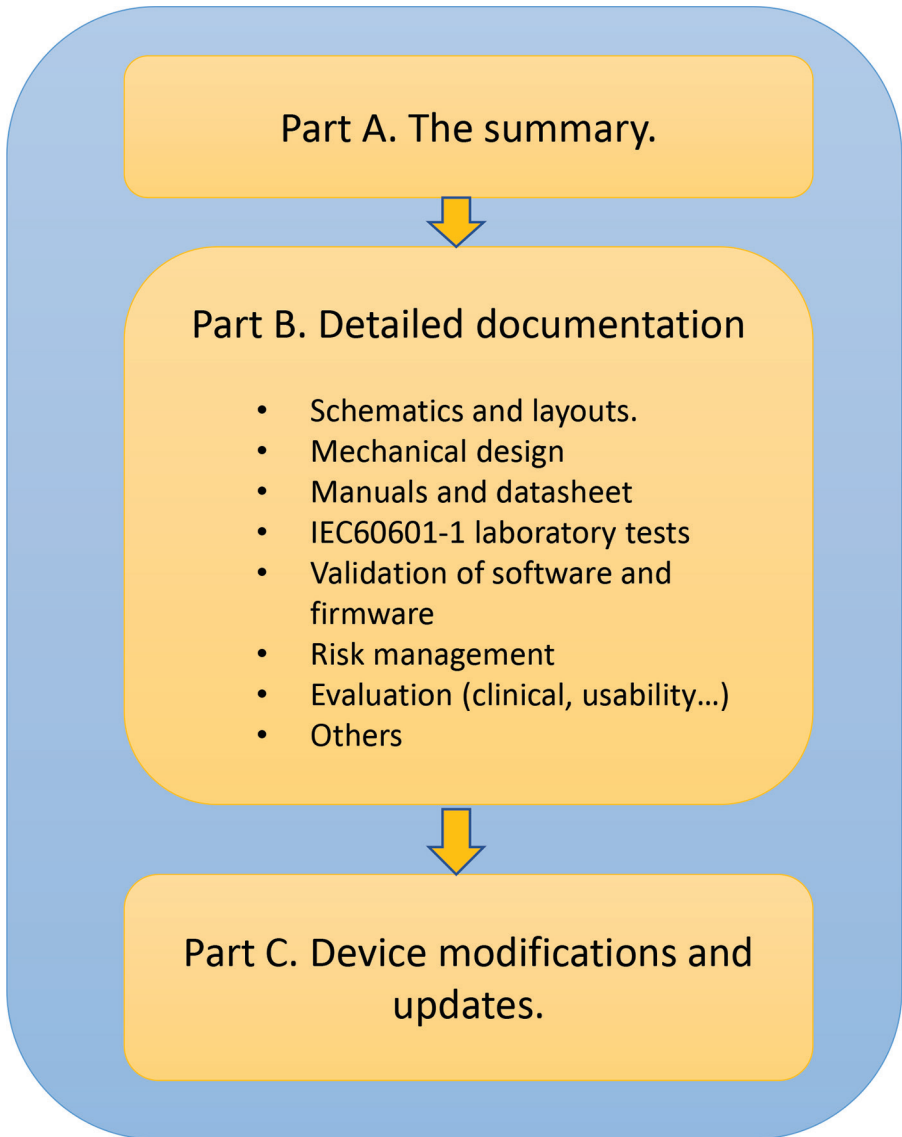 Part A. The summary.
Part B. Detailed documentation
• Schematics and layouts.
• Mechanical design
• Manuals and datasheet
• IEC60601-1 laboratory tests
• Validation of software and
firmware
• Risk management
• Evaluation (clinical, usability...)
• Others
Part C. Device modifications and
updates.